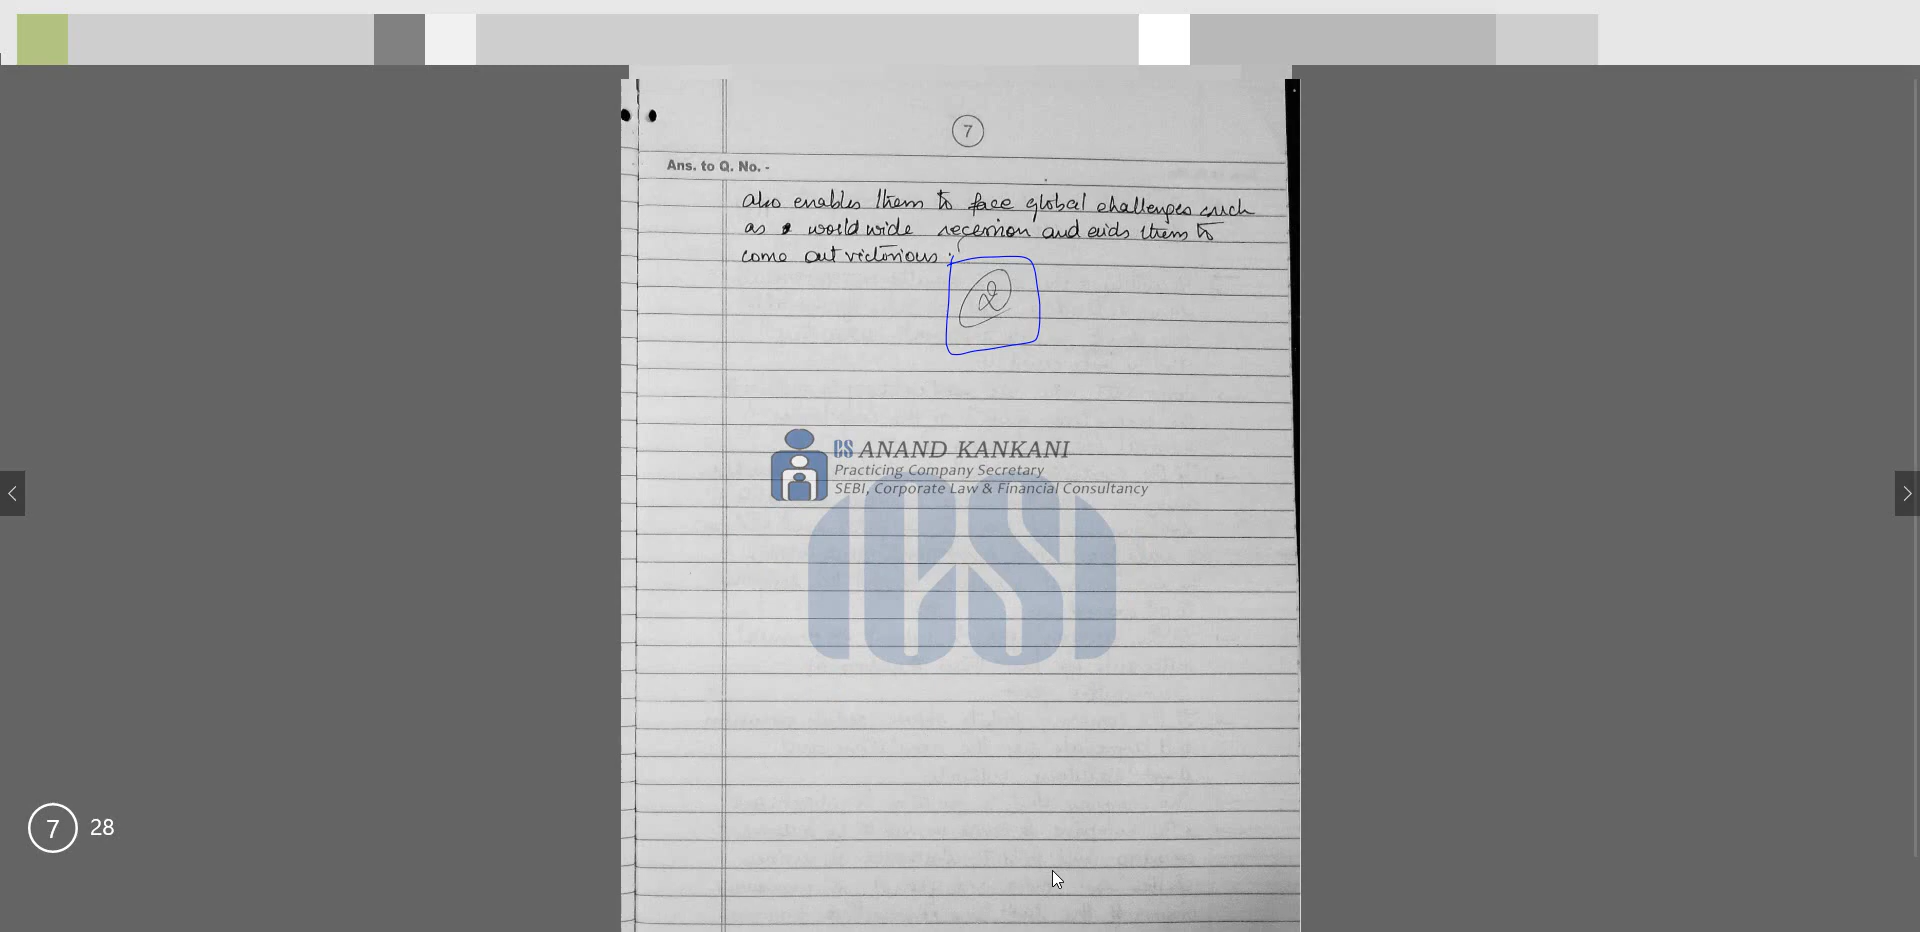 7
Ans. to Q. No. -
also enables them to face global challenges such
as a world wide recession and aids them to
come out victorious.
2
CS ANAND KANKANI
Practicing Company Secretary
SEBI, Corporate Law & Financial Consultancy
ICSI
7 28